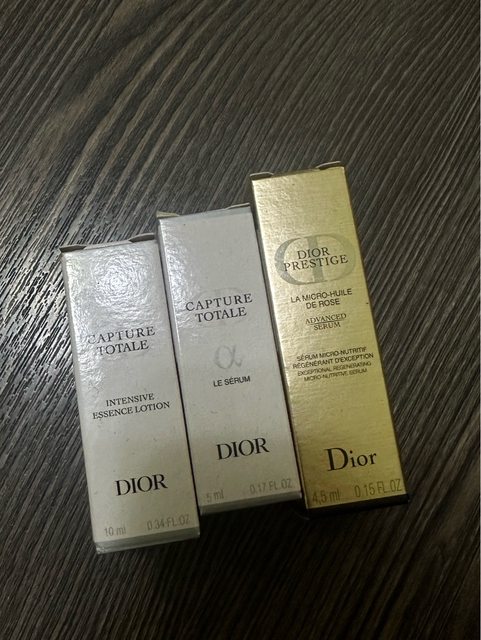 CAPTURE
TOTALE
INTENSIVE
ESSENCE LOTION
DIOR
10 ml 0.34 FL.OZ
CAPTURE
TOTALE
α
LE SÉRUM
DIOR
5 ml 0.17 FL.OZ
CD
DIOR
PRESTIGE
LA MICRO-HUILE
DE ROSE
ADVANCED
SERUM
SÉRUM MICRO-NUTRITIF
RÉGÉNÉRANT D'EXCEPTION
EXCEPTIONAL REGENERATING
MICRO-NUTRITIVE SERUM
Dior
4,5 ml 0.15 FL.OZ